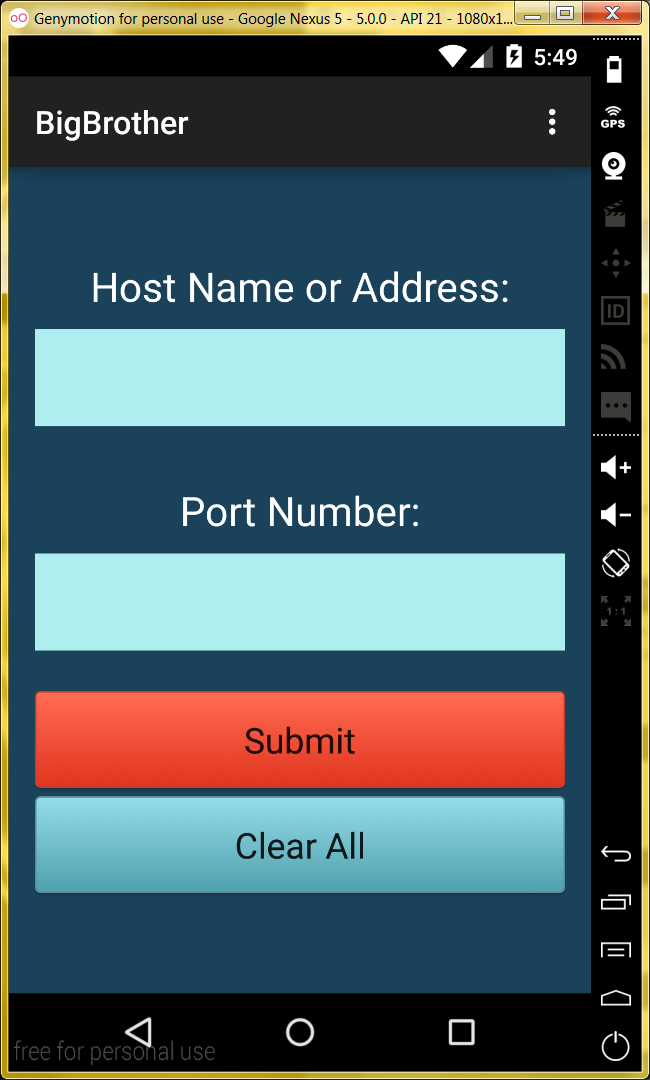 Genymotion for personal use - Google Nexus 5 - 5.0.0 - API 21 - 1080x1...
5:49
BigBrother
GPS
Host Name or Address:
ID
Port Number:
1:1
Submit
Clear All
free for personal use